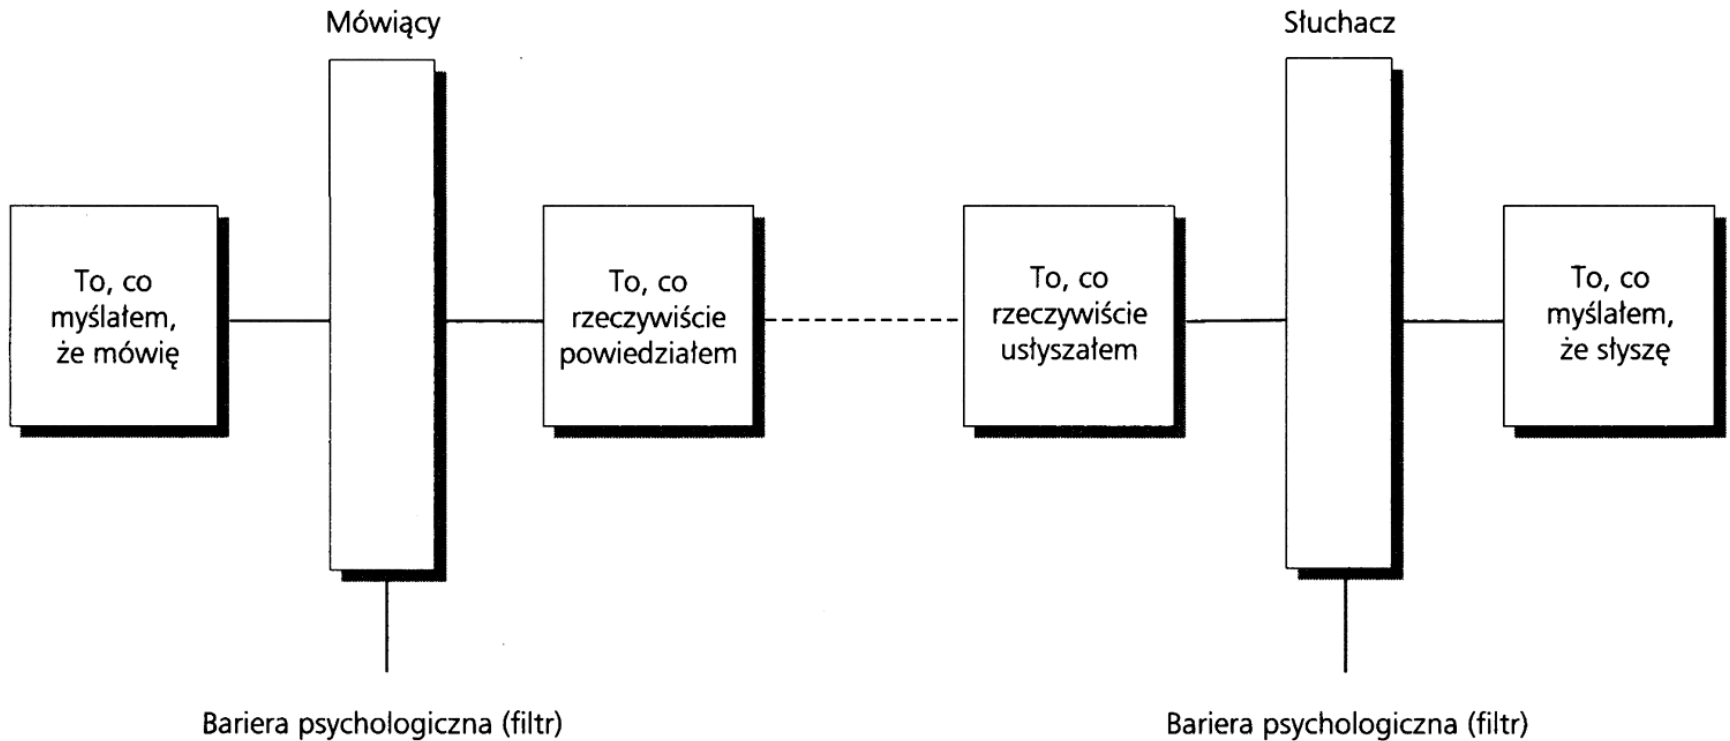 Mówiący
Słuchacz
To, co
myślałem,
że mówię
To, co
rzeczywiście
powiedziałem
To, co
rzeczywiście
usłyszałem
To, co
myślałem,
że słyszę
Bariera psychologiczna (filtr)
Bariera psychologiczna (filtr)